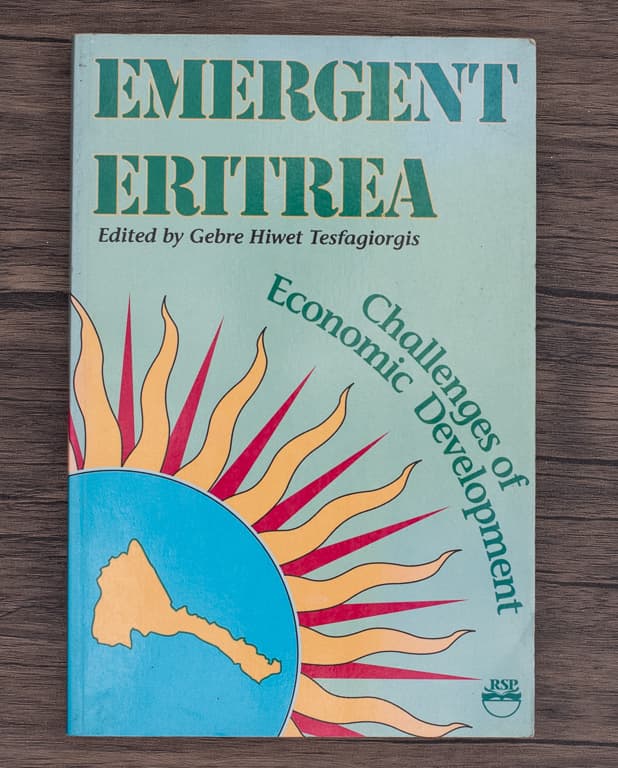 EMERGENT
ERITREA
Edited by Gebre Hiwet Tesfagiorgis
Challenges of
Economic Development
RSP